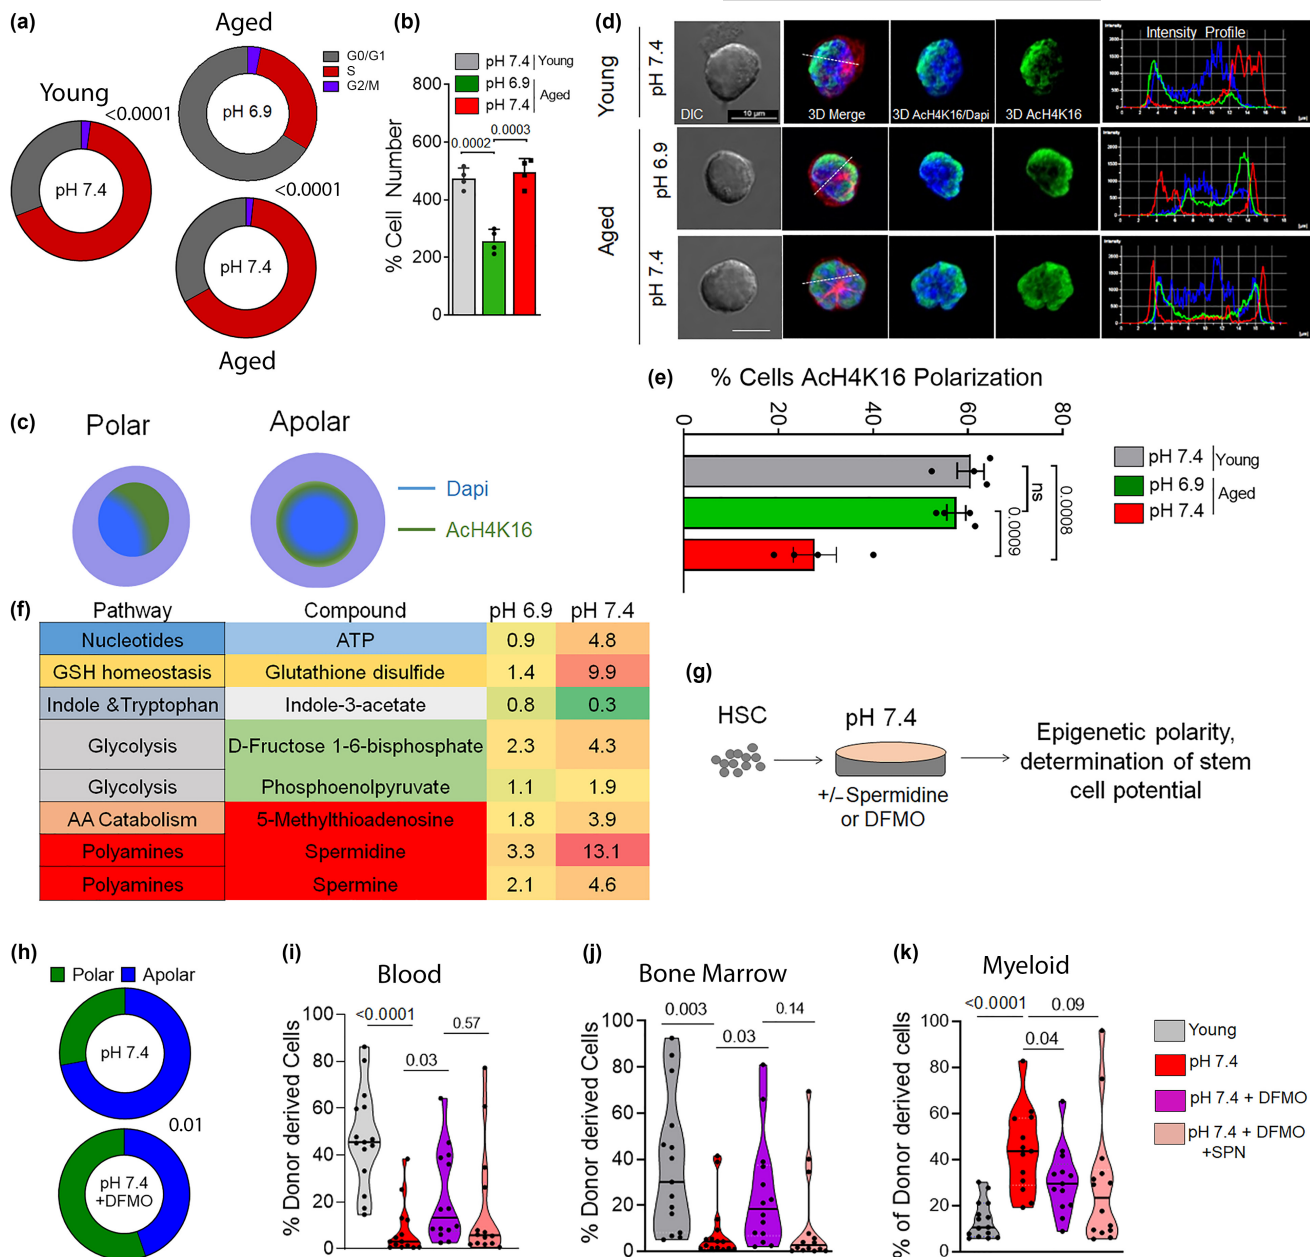 (a)
Aged
G0/G1
S
G2/M
Young
<0.0001
pH 6.9
pH 7.4
<0.0001
pH 7.4
Aged
(b)
pH 7.4 Young
pH 6.9
pH 7.4
Aged
% Cell Number
800
600
400
200
0
0.0002
0.0003
(c)
Polar
Apolar
Dapi
AcH4K16
(d)
Young
Aged
pH 7.4
pH 6.9
pH 7.4
DIC
10 µm
3D Merge
3D AcH4K16/Dapi
3D AcH4K16
Intensity Profile
(e)
% Cells AcH4K16 Polarization
0
20
40
60
80
ns
0.0009
0.0008
pH 7.4 Young
pH 6.9
pH 7.4
Aged
(f)
Pathway Compound pH 6.9 pH 7.4
Nucleotides ATP 0.9 4.8
GSH homeostasis Glutathione disulfide 1.4 9.9
Indole &Tryptophan Indole-3-acetate 0.8 0.3
Glycolysis D-Fructose 1-6-bisphosphate 2.3 4.3
Glycolysis Phosphoenolpyruvate 1.1 1.9
AA Catabolism 5-Methylthioadenosine 1.8 3.9
Polyamines Spermidine 3.3 13.1
Polyamines Spermine 2.1 4.6
(g)
HSC
pH 7.4
+/–Spermidine
or DFMO
Epigenetic polarity,
determination of stem
cell potential
(h)
Polar Apolar
pH 7.4
0.01
pH 7.4
+DFMO
(i)
Blood
% Donor derived Cells
100
80
60
40
20
0
<0.0001
0.03
0.57
(j)
Bone Marrow
% Donor derived Cells
100
80
60
40
20
0
0.003
0.03
0.14
(k)
Myeloid
% of Donor derived cells
100
80
60
40
20
0
<0.0001
0.04
0.09
Young
pH 7.4
pH 7.4 + DFMO
pH 7.4 + DFMO
+SPN